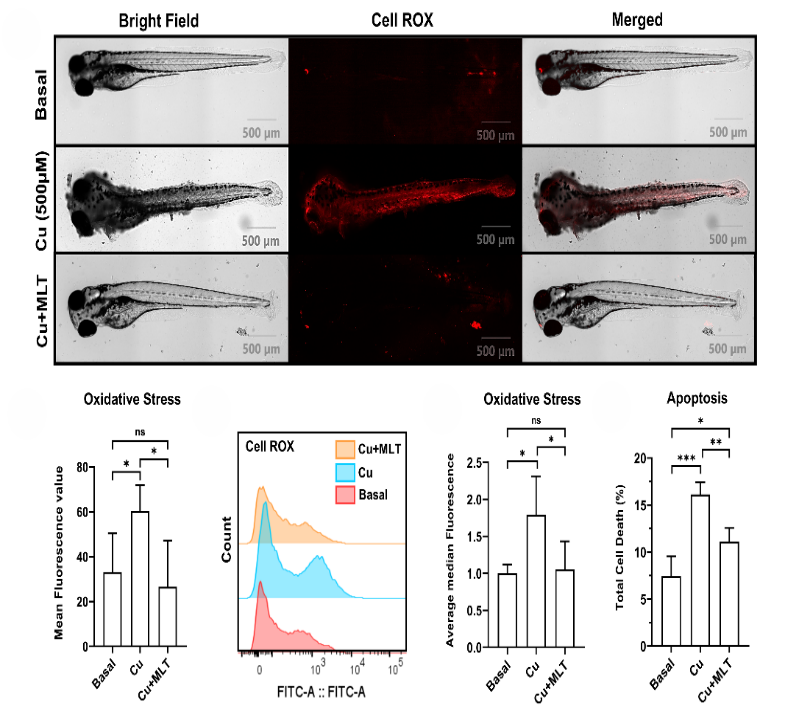 Bright Field Cell ROX Merged
Basal
500 µm 500 µm 500 µm
Cu (500µM)
500 µm 500 µm 500 µm
Cu+MLT
500 µm 500 µm 500 µm
Oxidative Stress
Mean Fluorescence value
80
60
40
20
0
ns
*
*
Basal
Cu
Cu+MLT
Cell ROX
Cu+MLT
Cu
Basal
Count
0 10³ 10⁴ 10⁵
FITC-A :: FITC-A
Oxidative Stress
Average median Fluorescence
2.5
2.0
1.5
1.0
0.5
0.0
ns
*
*
Basal
Cu
Cu+MLT
Apoptosis
Total Cell Death (%)
20
15
10
5
0
*
**
***
Basal
Cu
Cu+MLT